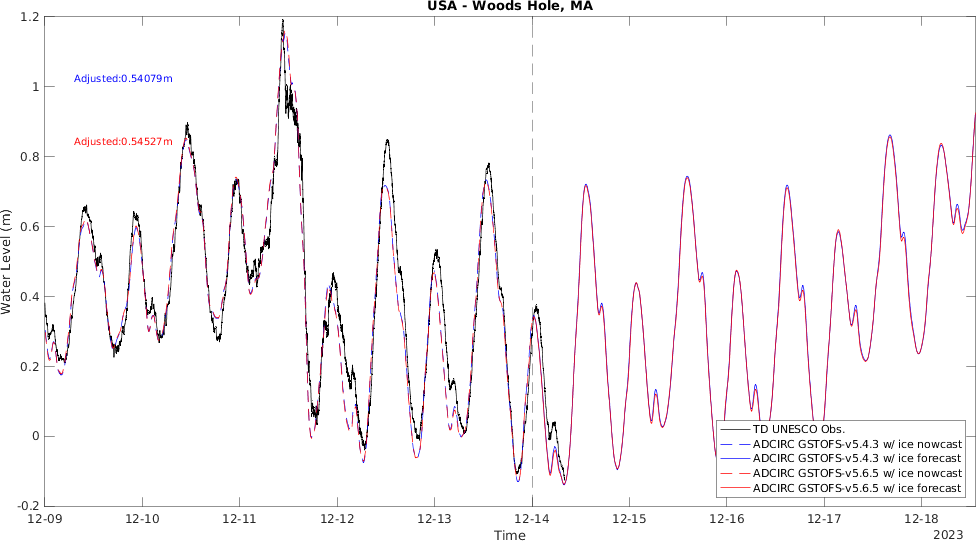 USA - Woods Hole, MA
1.2
1
0.8
0.6
0.4
0.2
0
-0.2
Water Level (m)
Adjusted:0.54079m
Adjusted:0.54527m
TD UNESCO Obs.
ADCIRC GSTOFS-v5.4.3 w/ ice nowcast
ADCIRC GSTOFS-v5.4.3 w/ ice forecast
ADCIRC GSTOFS-v5.6.5 w/ ice nowcast
ADCIRC GSTOFS-v5.6.5 w/ ice forecast
12-09 12-10 12-11 12-12 12-13 12-14 12-15 12-16 12-17 12-18
Time
2023